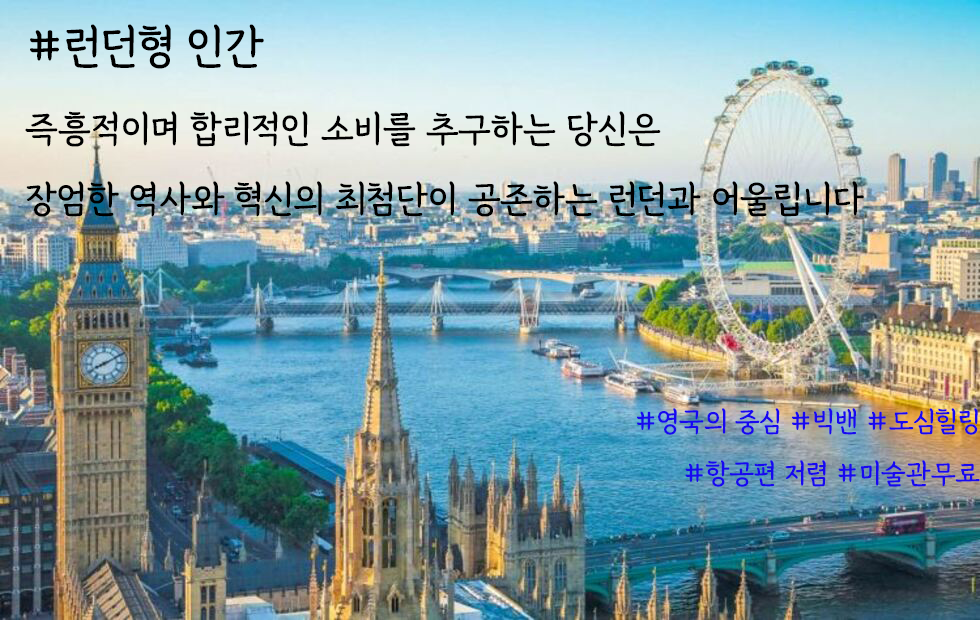 #런던형 인간
즉흥적이며 합리적인 소비를 추구하는 당신은
장엄한 역사와 혁신의 최첨단이 공존하는 런던과 어울립니다
#영국의 중심 #빅밴 #도심힐링
#항공편 저렴 #미술관무료